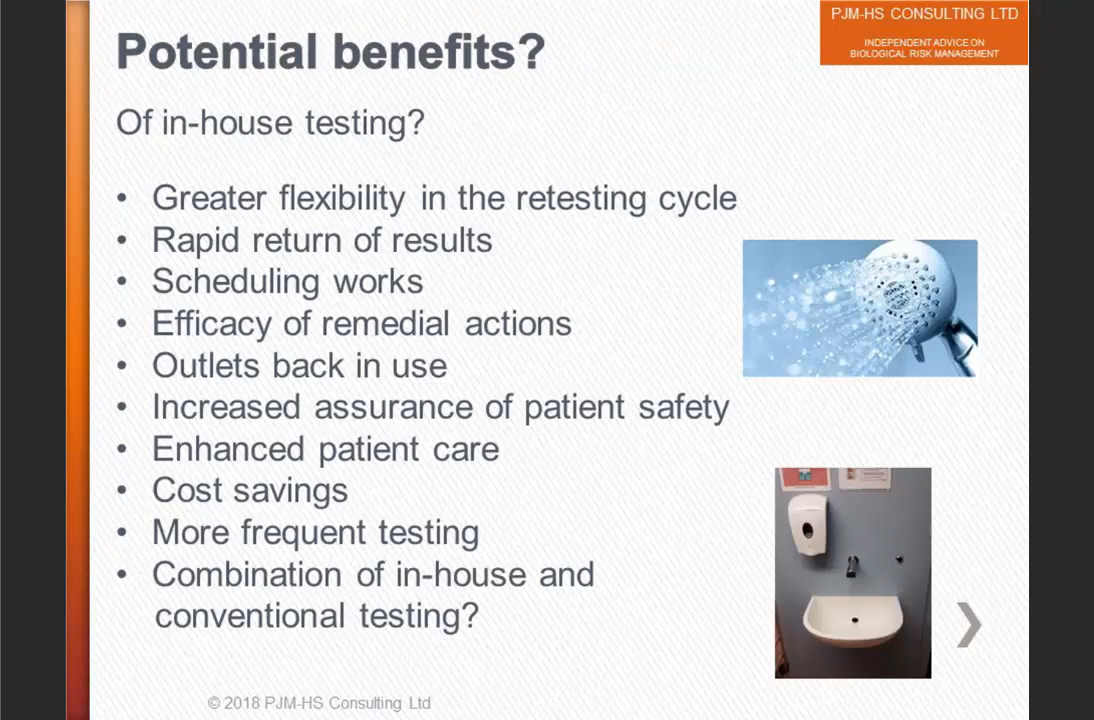 PJM-HS CONSULTING LTD
INDEPENDENT ADVICE ON
BIOLOGICAL RISK MANAGEMENT
Potential benefits?
Of in-house testing?
• Greater flexibility in the retesting cycle
• Rapid return of results
• Scheduling works
• Efficacy of remedial actions
• Outlets back in use
• Increased assurance of patient safety
• Enhanced patient care
• Cost savings
• More frequent testing
• Combination of in-house and
conventional testing?
© 2018 PJM-HS Consulting Ltd